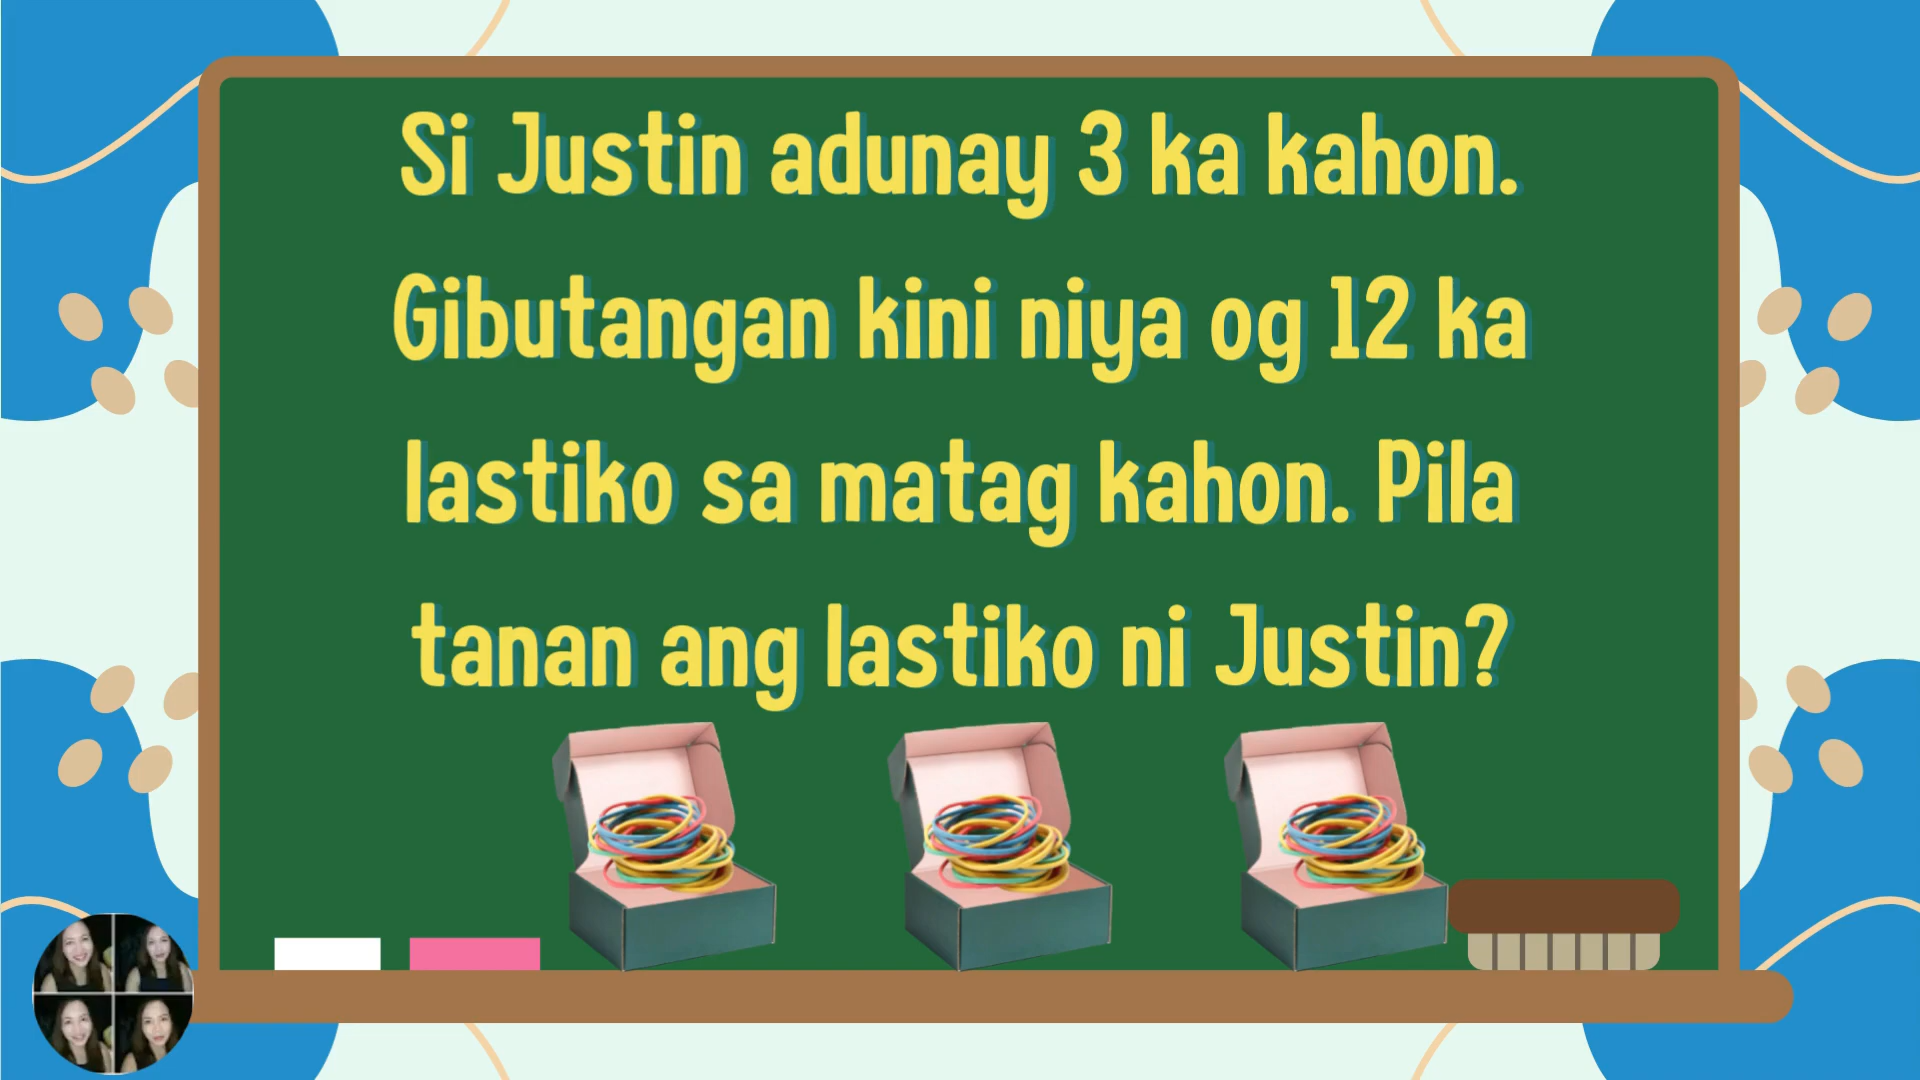 Si Justin adunay 3 ka kahon.
Gibutangan kini niya og 12 ka
lastiko sa matag kahon. Pila
tanan ang lastiko ni Justin?